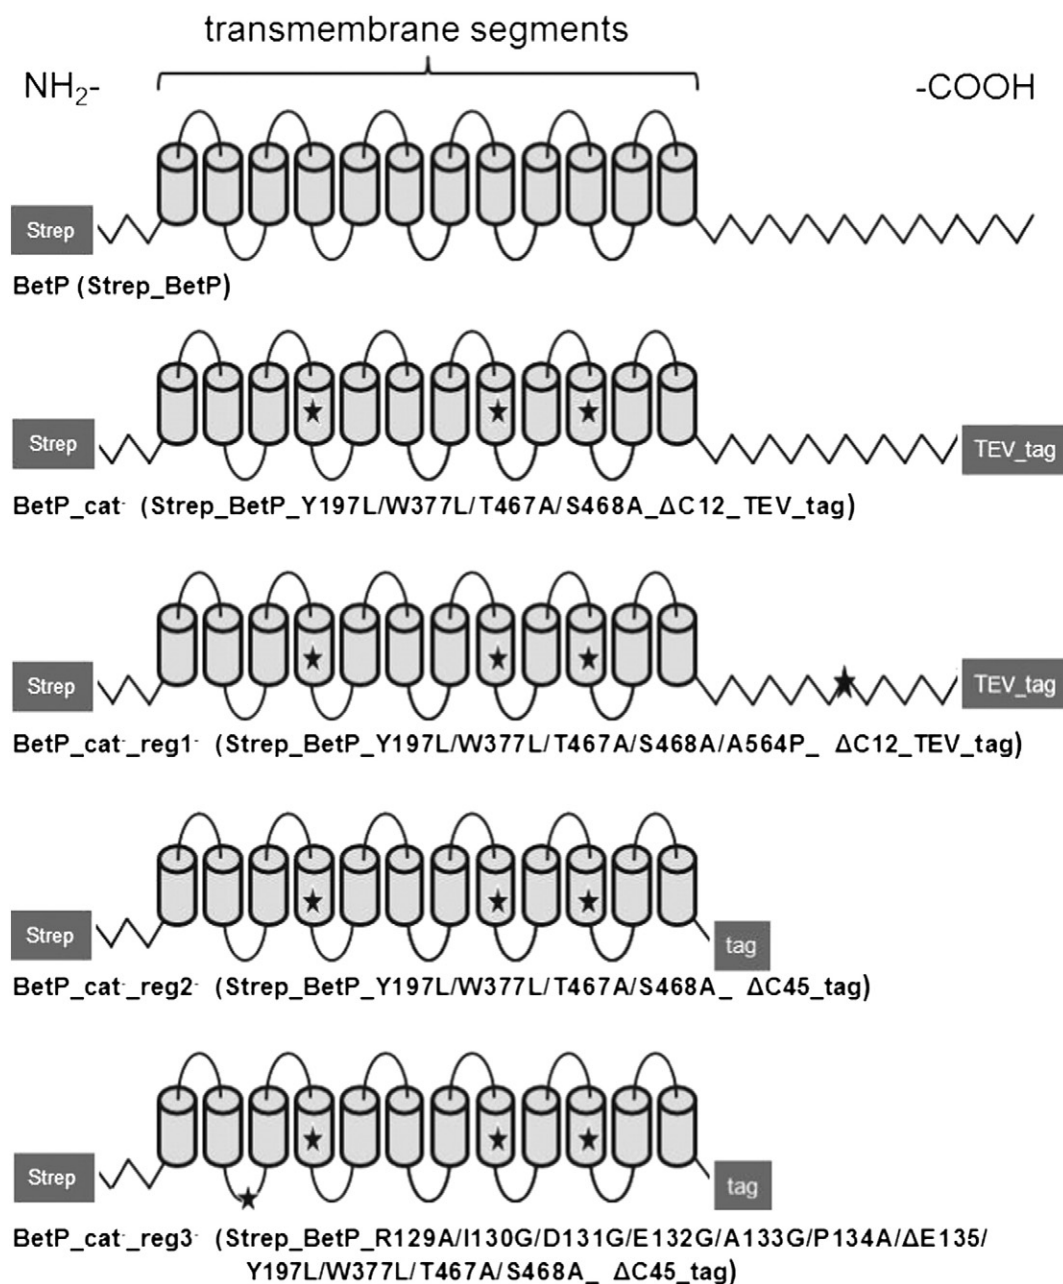 transmembrane segments
NH₂- -COOH
Strep
BetP (Strep_BetP)
Strep TEV_tag
BetP_cat⁻ (Strep_BetP_Y197L/W377L/T467A/S468A_ΔC12_TEV_tag)
Strep TEV_tag
BetP_cat⁻_reg1⁻ (Strep_BetP_Y197L/W377L/T467A/S468A/A564P_ ΔC12_TEV_tag)
Strep tag
BetP_cat⁻_reg2⁻ (Strep_BetP_Y197L/W377L/T467A/S468A_ ΔC45_tag)
Strep tag
BetP_cat⁻_reg3⁻ (Strep_BetP_R129A/I130G/D131G/E132G/A133G/P134A/ΔE135/
Y197L/W377L/T467A/S468A_ ΔC45_tag)